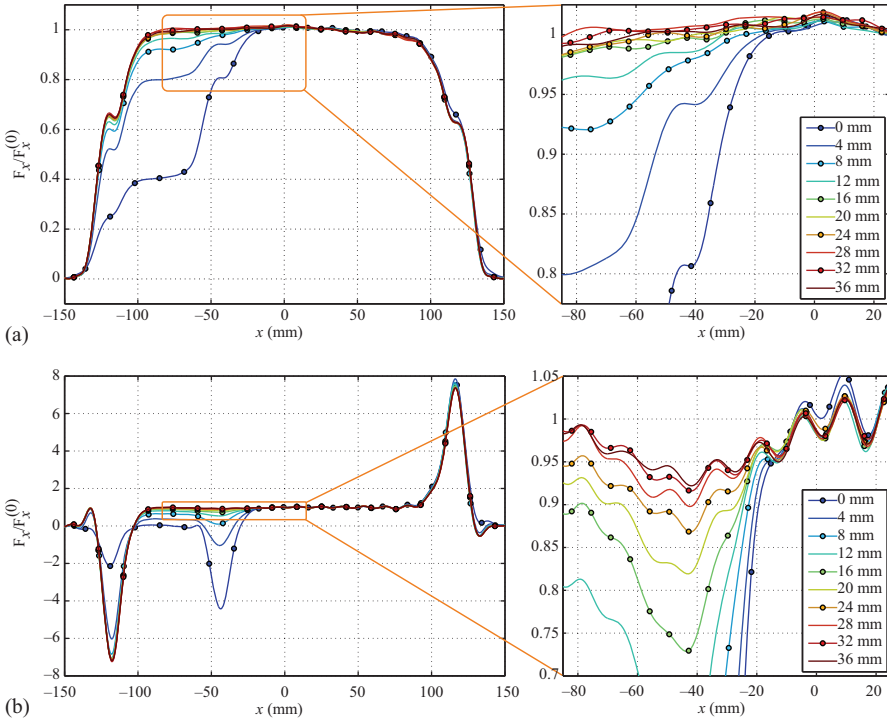 1
0.8
0.6
0.4
0.2
0
F_x/F_x^(0)
−150
−100
−50
0
50
100
150
x (mm)
(a)
1
0.95
0.9
0.85
0.8
−80
−60
−40
−20
0
20
x (mm)
0 mm
4 mm
8 mm
12 mm
16 mm
20 mm
24 mm
28 mm
32 mm
36 mm
8
6
4
2
0
−2
−4
−6
−8
F_x/F_x^(0)
−150
−100
−50
0
50
100
150
x (mm)
(b)
1.05
1
0.95
0.9
0.85
0.8
0.75
0.7
−80
−60
−40
−20
0
20
x (mm)
0 mm
4 mm
8 mm
12 mm
16 mm
20 mm
24 mm
28 mm
32 mm
36 mm